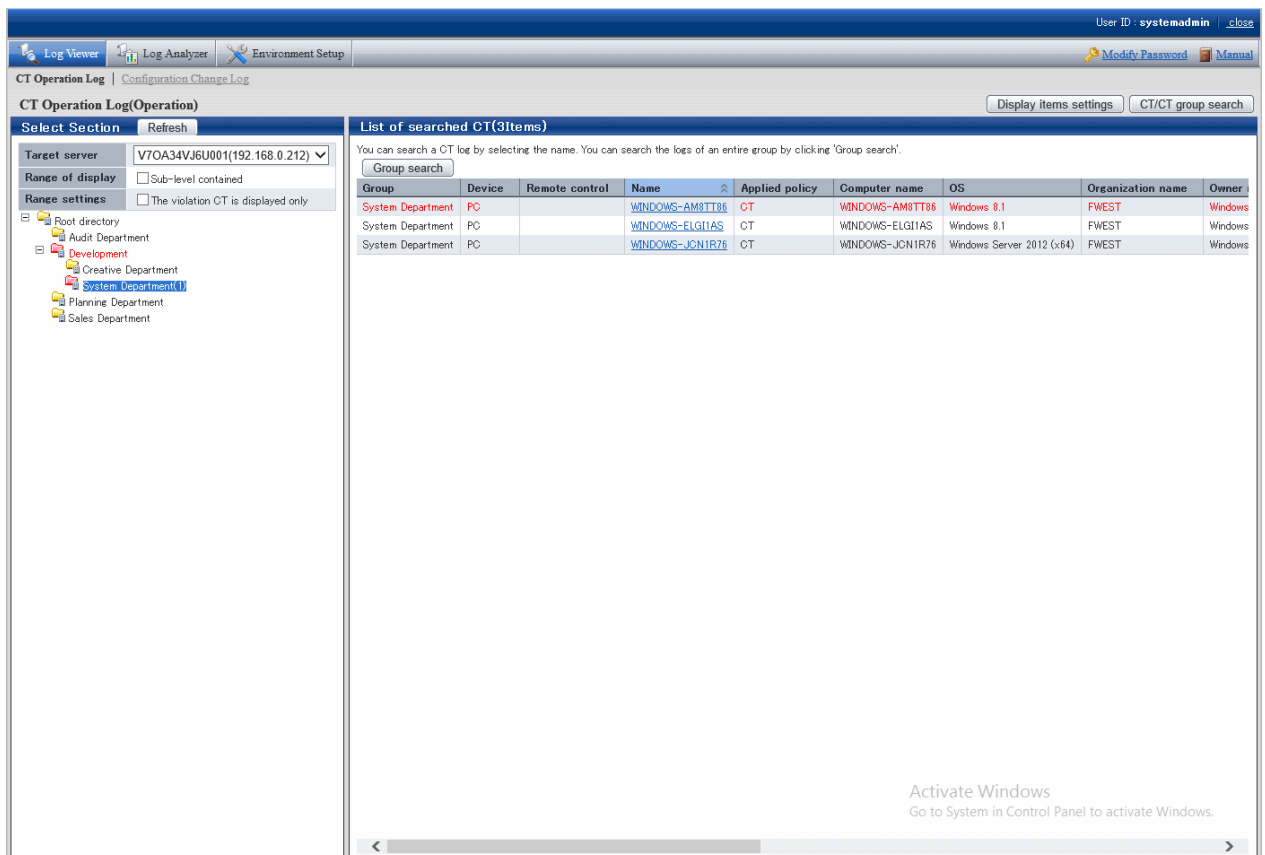 User ID : systemadmin | close
Log Viewer Log Analyzer Environment Setup Modify Password Manual
CT Operation Log | Configuration Change Log
CT Operation Log(Operation) Display items settings CT/CT group search
Select Section Refresh
Target server V7OA34VJ6U001(192.168.0.212)
Range of display Sub-level contained
Range settings The violation CT is displayed only
Root directory
Audit Department
Development
Creative Department
System Department(1)
Planning Department
Sales Department
List of searched CT(3Items)
You can search a CT log by selecting the name. You can search the logs of an entire group by clicking 'Group search'.
Group search
Group Device Remote control Name Applied policy Computer name OS Organization name Owner
System Department PC WINDOWS-AM8TT86 CT WINDOWS-AM8TT86 Windows 8.1 FWEST Windows
System Department PC WINDOWS-ELGI1AS CT WINDOWS-ELGI1AS Windows 8.1 FWEST Windows
System Department PC WINDOWS-JCN1R76 CT WINDOWS-JCN1R76 Windows Server 2012 (x64) FWEST Windows
Activate Windows
Go to System in Control Panel to activate Windows.